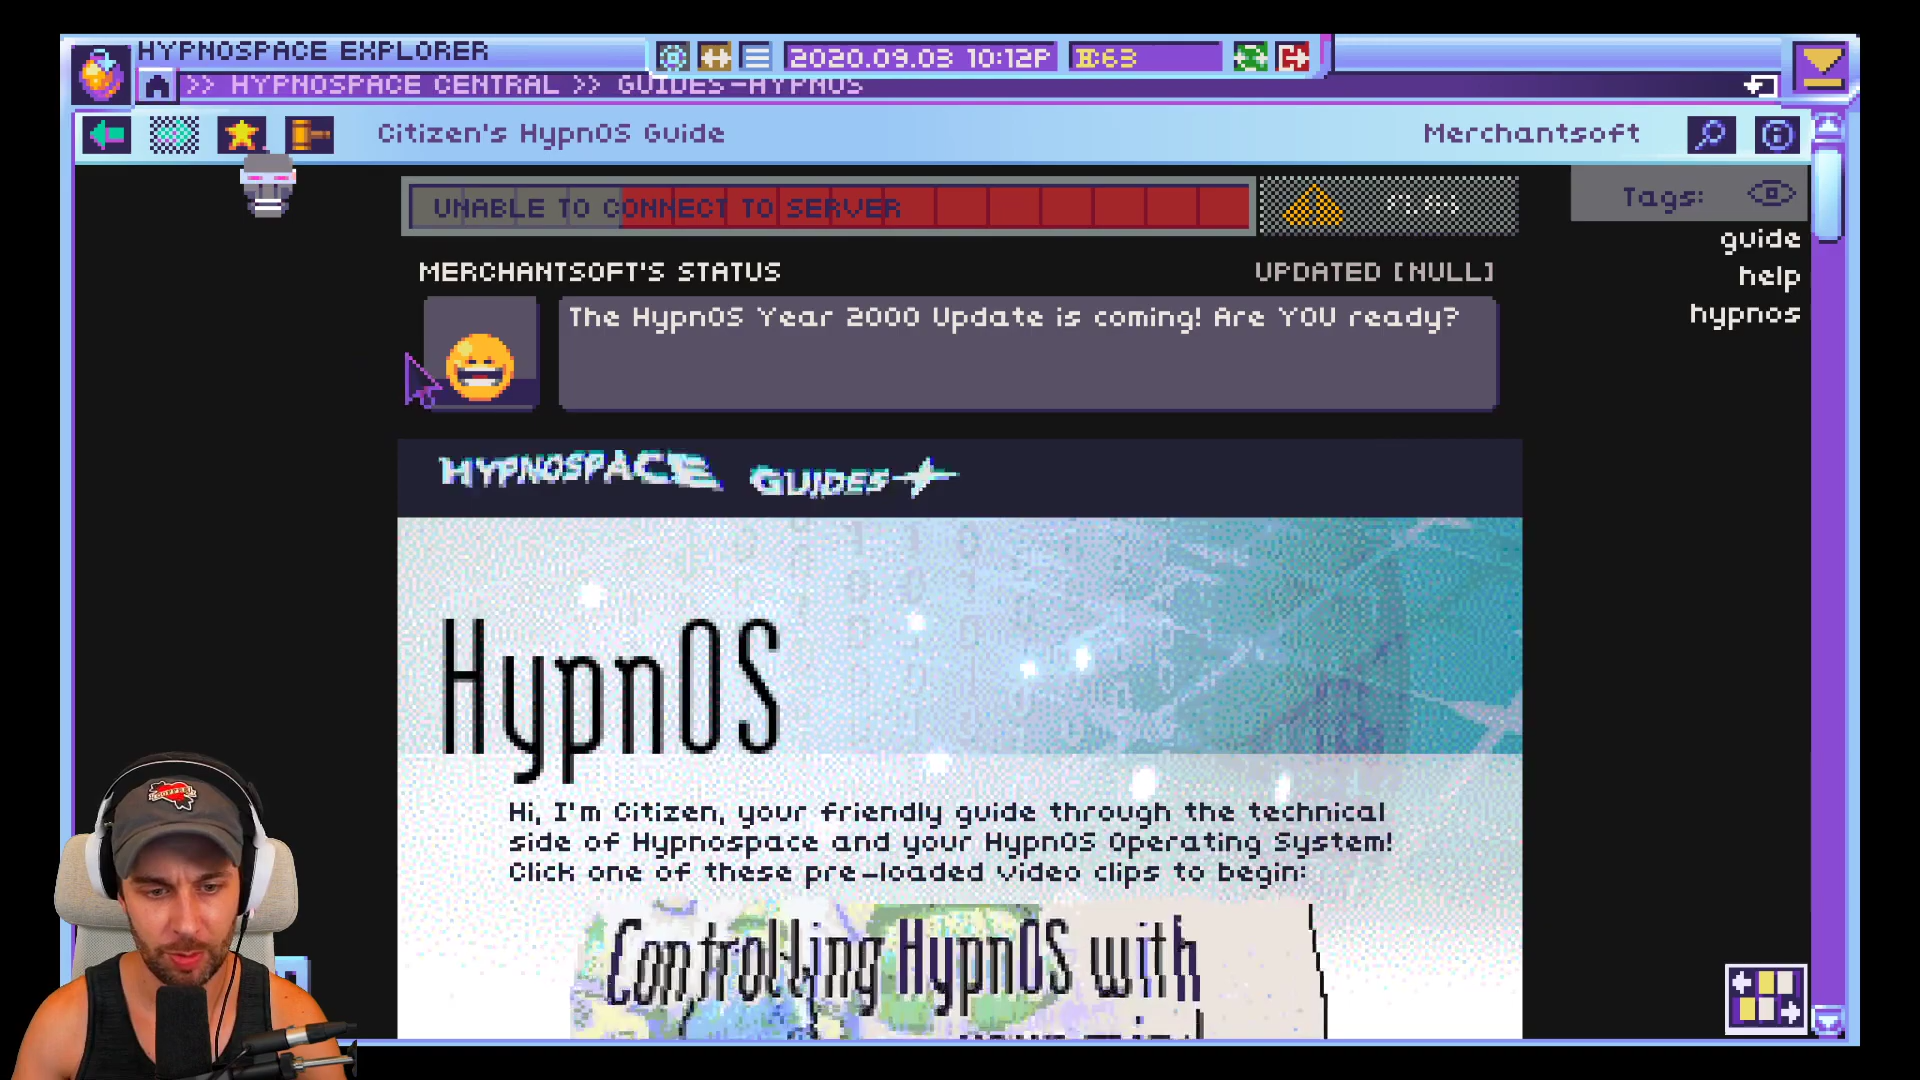 HYPNOSPACE EXPLORER
2020.09.03 10:12P
63
>> HYPNOSPACE CENTRAL >> GUIDES-HYPNOS
Citizen's HypnOS Guide
Merchantsoft
UNABLE TO CONNECT TO SERVER
Tags:
guide
help
hypnos
MERCHANTSOFT'S STATUS
UPDATED [NULL]
The HypnOS Year 2000 Update is coming! Are YOU ready?
HYPNOSPACE GUIDES
HypnOS
Hi, I'm Citizen, your friendly guide through the technical
side of Hypnospace and your HypnOS Operating System!
Click one of these pre-loaded video clips to begin:
Controlling HypnOS with